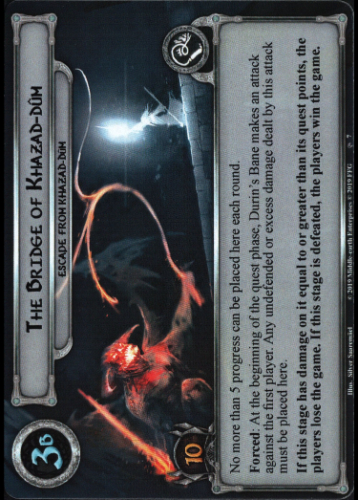 3B
THE BRIDGE OF KHAZAD-DÛM
ESCAPE FROM KHAZAD-DÛM
10
No more than 5 progress can be placed here each round.
Forced: At the beginning of the quest phase, Durin's Bane makes an attack
against the first player. Any undefended or excess damage dealt by this attack
must be placed here.
If this stage has damage on it equal to or greater than its quest points, the
players lose the game. If this stage is defeated, the players win the game.
Illus. Silver Saaremäel © 2019 Middle-earth Enterprises © 2019 FFG 7